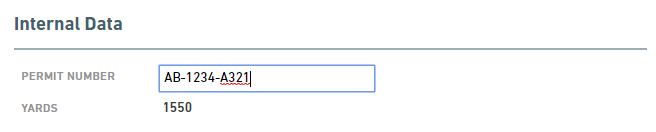 Internal Data
PERMIT NUMBER AB-1234-A321
YARDS 1550